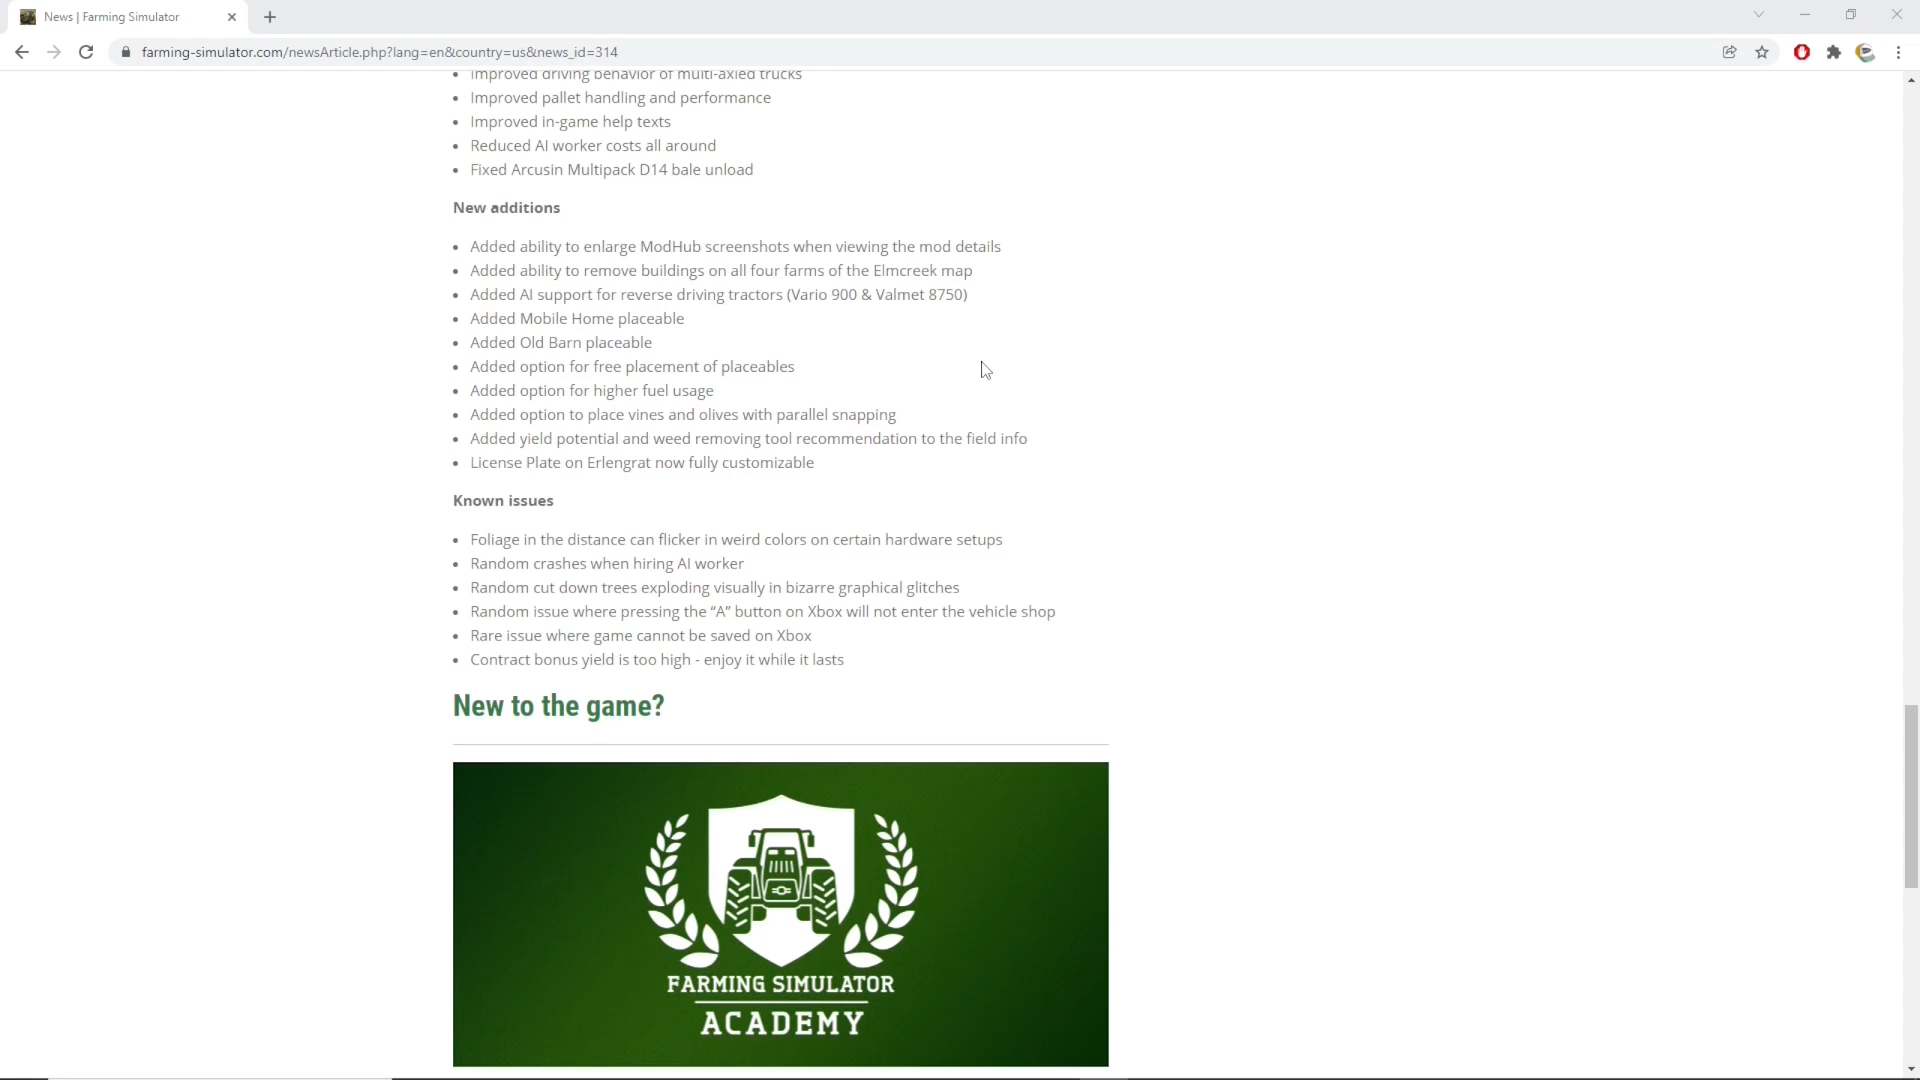 News | Farming Simulator
farming-simulator.com/newsArticle.php?lang=en&country=us&news_id=314
Improved driving behavior of multi-axled trucks
Improved pallet handling and performance
Improved in-game help texts
Reduced AI worker costs all around
Fixed Arcusin Multipack D14 bale unload
New additions
Added ability to enlarge ModHub screenshots when viewing the mod details
Added ability to remove buildings on all four farms of the Elmcreek map
Added AI support for reverse driving tractors (Vario 900 & Valmet 8750)
Added Mobile Home placeable
Added Old Barn placeable
Added option for free placement of placeables
Added option for higher fuel usage
Added option to place vines and olives with parallel snapping
Added yield potential and weed removing tool recommendation to the field info
License Plate on Erlengrat now fully customizable
Known issues
Foliage in the distance can flicker in weird colors on certain hardware setups
Random crashes when hiring AI worker
Random cut down trees exploding visually in bizarre graphical glitches
Random issue where pressing the “A” button on Xbox will not enter the vehicle shop
Rare issue where game cannot be saved on Xbox
Contract bonus yield is too high - enjoy it while it lasts
New to the game?
FARMING SIMULATOR
ACADEMY